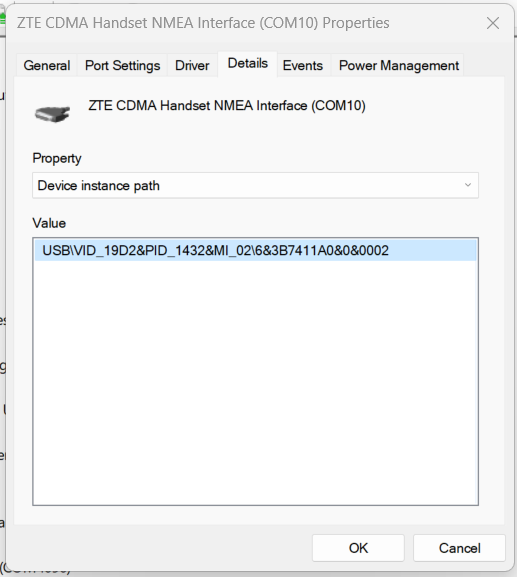 ZTE CDMA Handset NMEA Interface (COM10) Properties
General Port Settings Driver Details Events Power Management
ZTE CDMA Handset NMEA Interface (COM10)
Property
Device instance path
Value
USB\VID_19D2&PID_1432&MI_02\6&3B7411A0&0&0002
OK Cancel